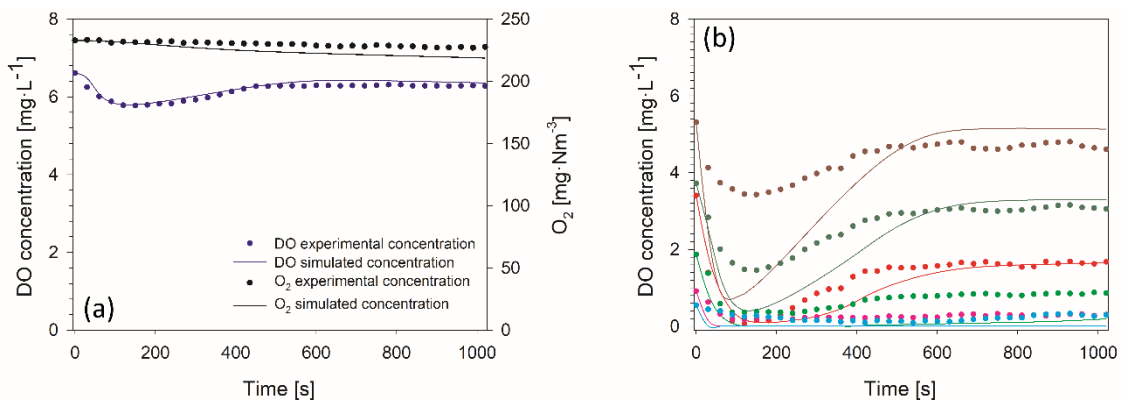 (a)
8
6
4
2
0
DO concentration [mg·L⁻¹]
250
200
150
100
50
0
O₂ [mg·Nm⁻³]
DO experimental concentration
DO simulated concentration
O₂ experimental concentration
O₂ simulated concentration
0 200 400 600 800 1000
Time [s]
(b)
8
6
4
2
0
DO concentration [mg·L⁻¹]
0 200 400 600 800 1000
Time [s]